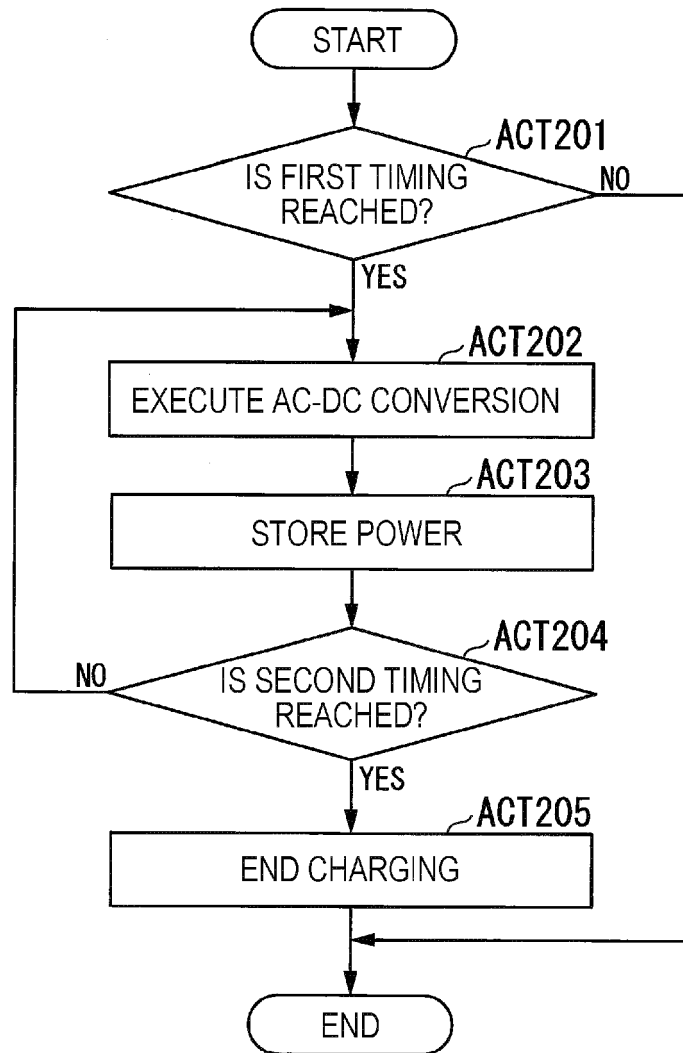 START
ACT201
IS FIRST TIMING
REACHED?
NO
YES
ACT202
EXECUTE AC-DC CONVERSION
ACT203
STORE POWER
ACT204
IS SECOND TIMING
REACHED?
NO
YES
ACT205
END CHARGING
END